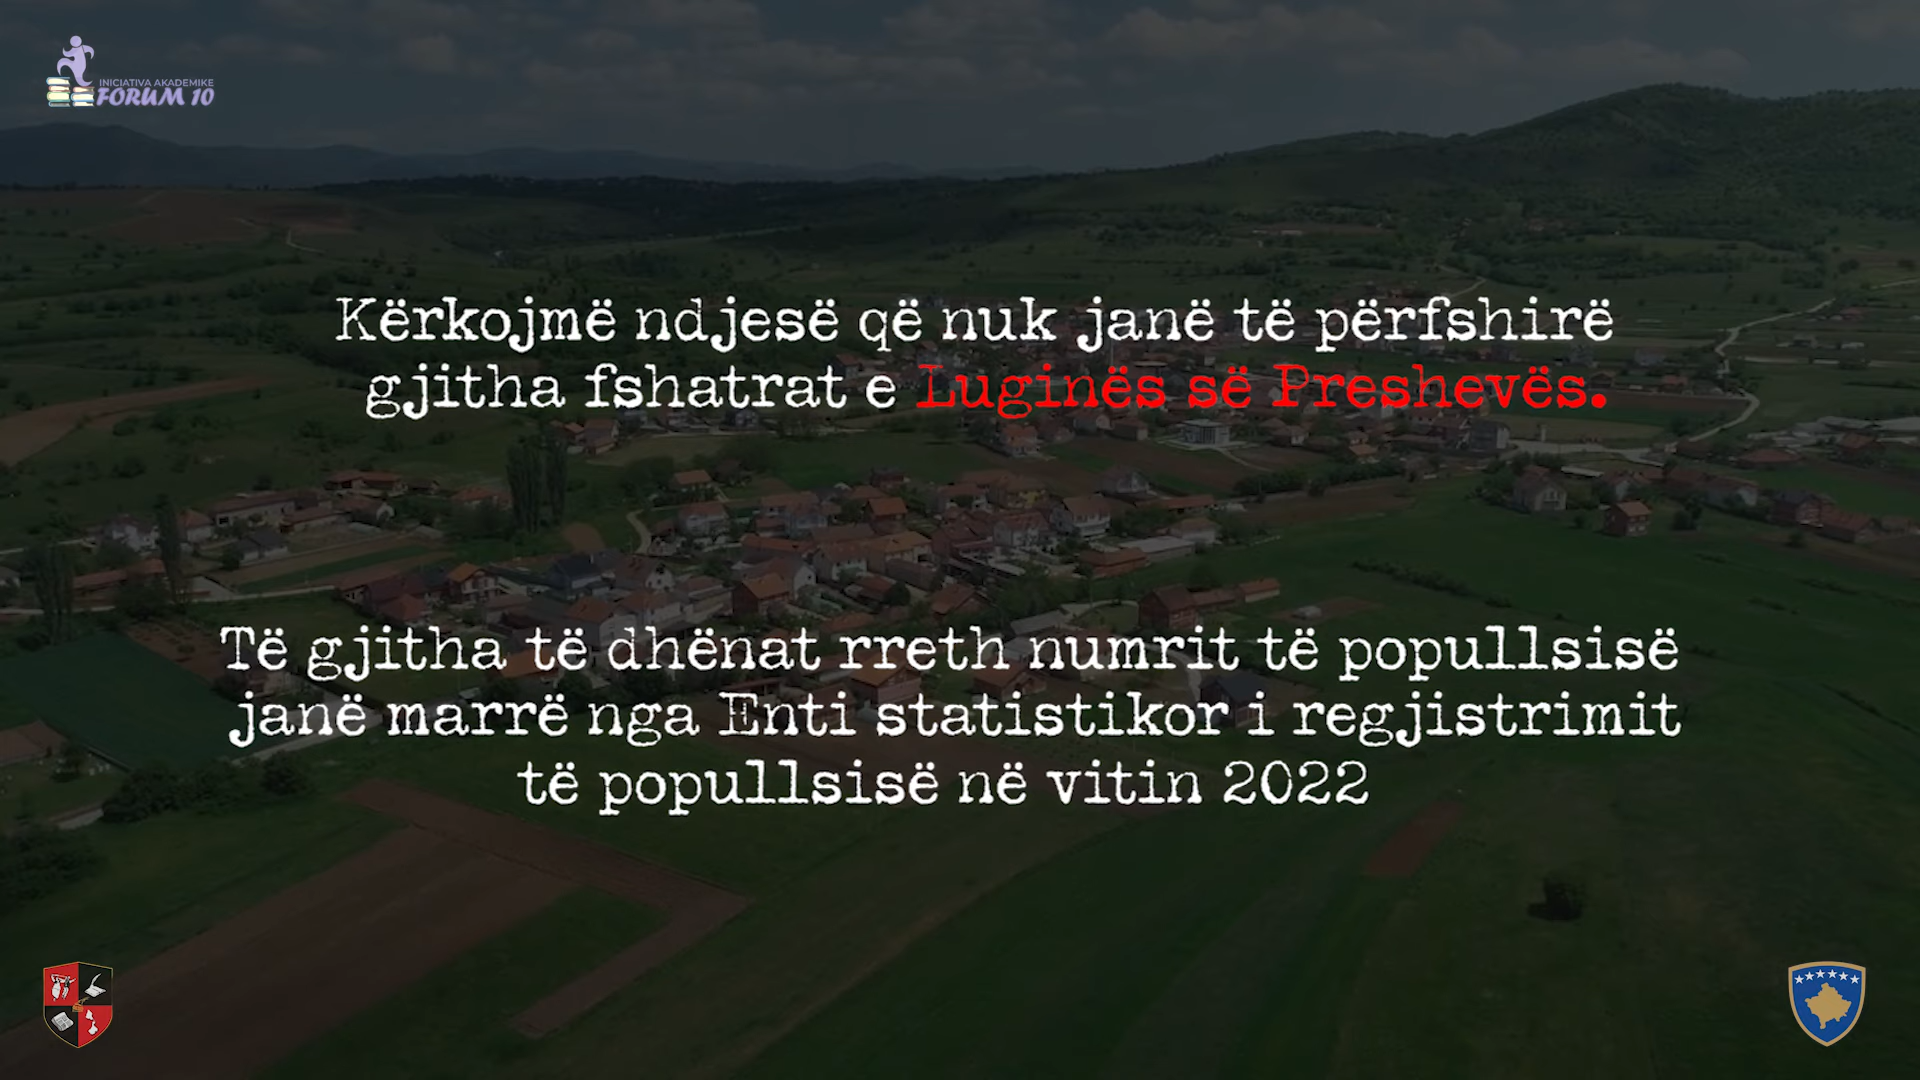 INICIATIVA AKADEMIKE
FORUM 10
Kërkojmë ndjesë që nuk janë të përfshirë
gjitha fshatrat e Luginës së Preshevës.
Të gjitha të dhënat rreth numrit të popullsisë
janë marrë nga Enti statistikor i regjistrimit
të popullsisë në vitin 2022